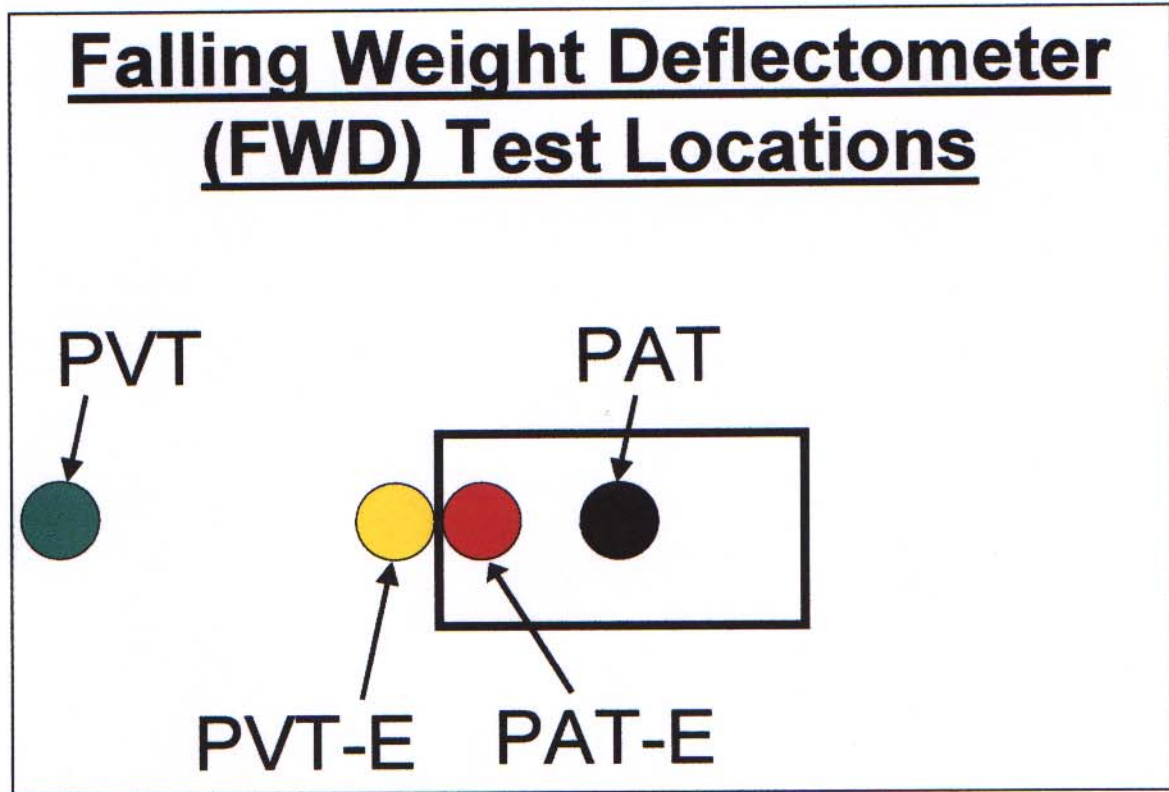 Falling Weight Deflectometer
(FWD) Test Locations
PVT
PAT
PVT-E
PAT-E